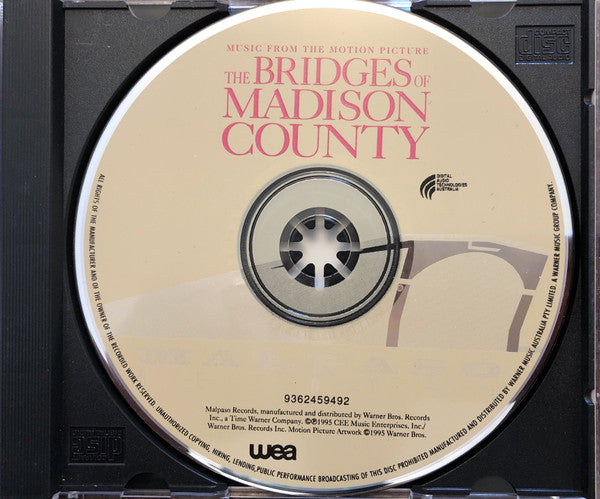 MUSIC FROM THE MOTION PICTURE
THE BRIDGES OF
MADISON
COUNTY
DIGITAL
AUDIO
TECHNOLOGIES
AUSTRALIA
9362459492
Malpaso Records, manufactured and distributed by Warner Bros. Records
Inc., a Time Warner Company. ©℗1995 CEE Music Enterprises, Inc./
Warner Bros. Records Inc. Motion Picture Artwork ©1995 Warner Bros.
wea
ALL RIGHTS OF THE MANUFACTURER AND OF THE OWNER OF THE RECORDED WORK RESERVED. UNAUTHORIZED COPYING, HIRING, LENDING, PUBLIC PERFORMANCE BROADCASTING OF THIS DISC PROHIBITED MANUFACTURED AND DISTRIBUTED BY WARNER MUSIC AUSTRALIA PTY LIMITED. A WARNER MUSIC GROUP COMPANY.
COMPACT
disc